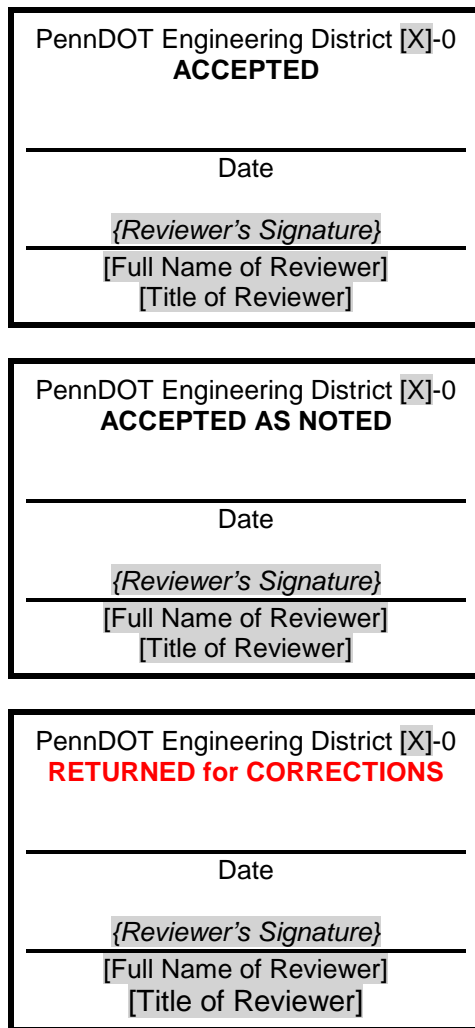 PennDOT Engineering District [X]-0
ACCEPTED
Date
{Reviewer's Signature}
[Full Name of Reviewer]
[Title of Reviewer]
PennDOT Engineering District [X]-0
ACCEPTED AS NOTED
Date
{Reviewer's Signature}
[Full Name of Reviewer]
[Title of Reviewer]
PennDOT Engineering District [X]-0
RETURNED for CORRECTIONS
Date
{Reviewer's Signature}
[Full Name of Reviewer]
[Title of Reviewer]